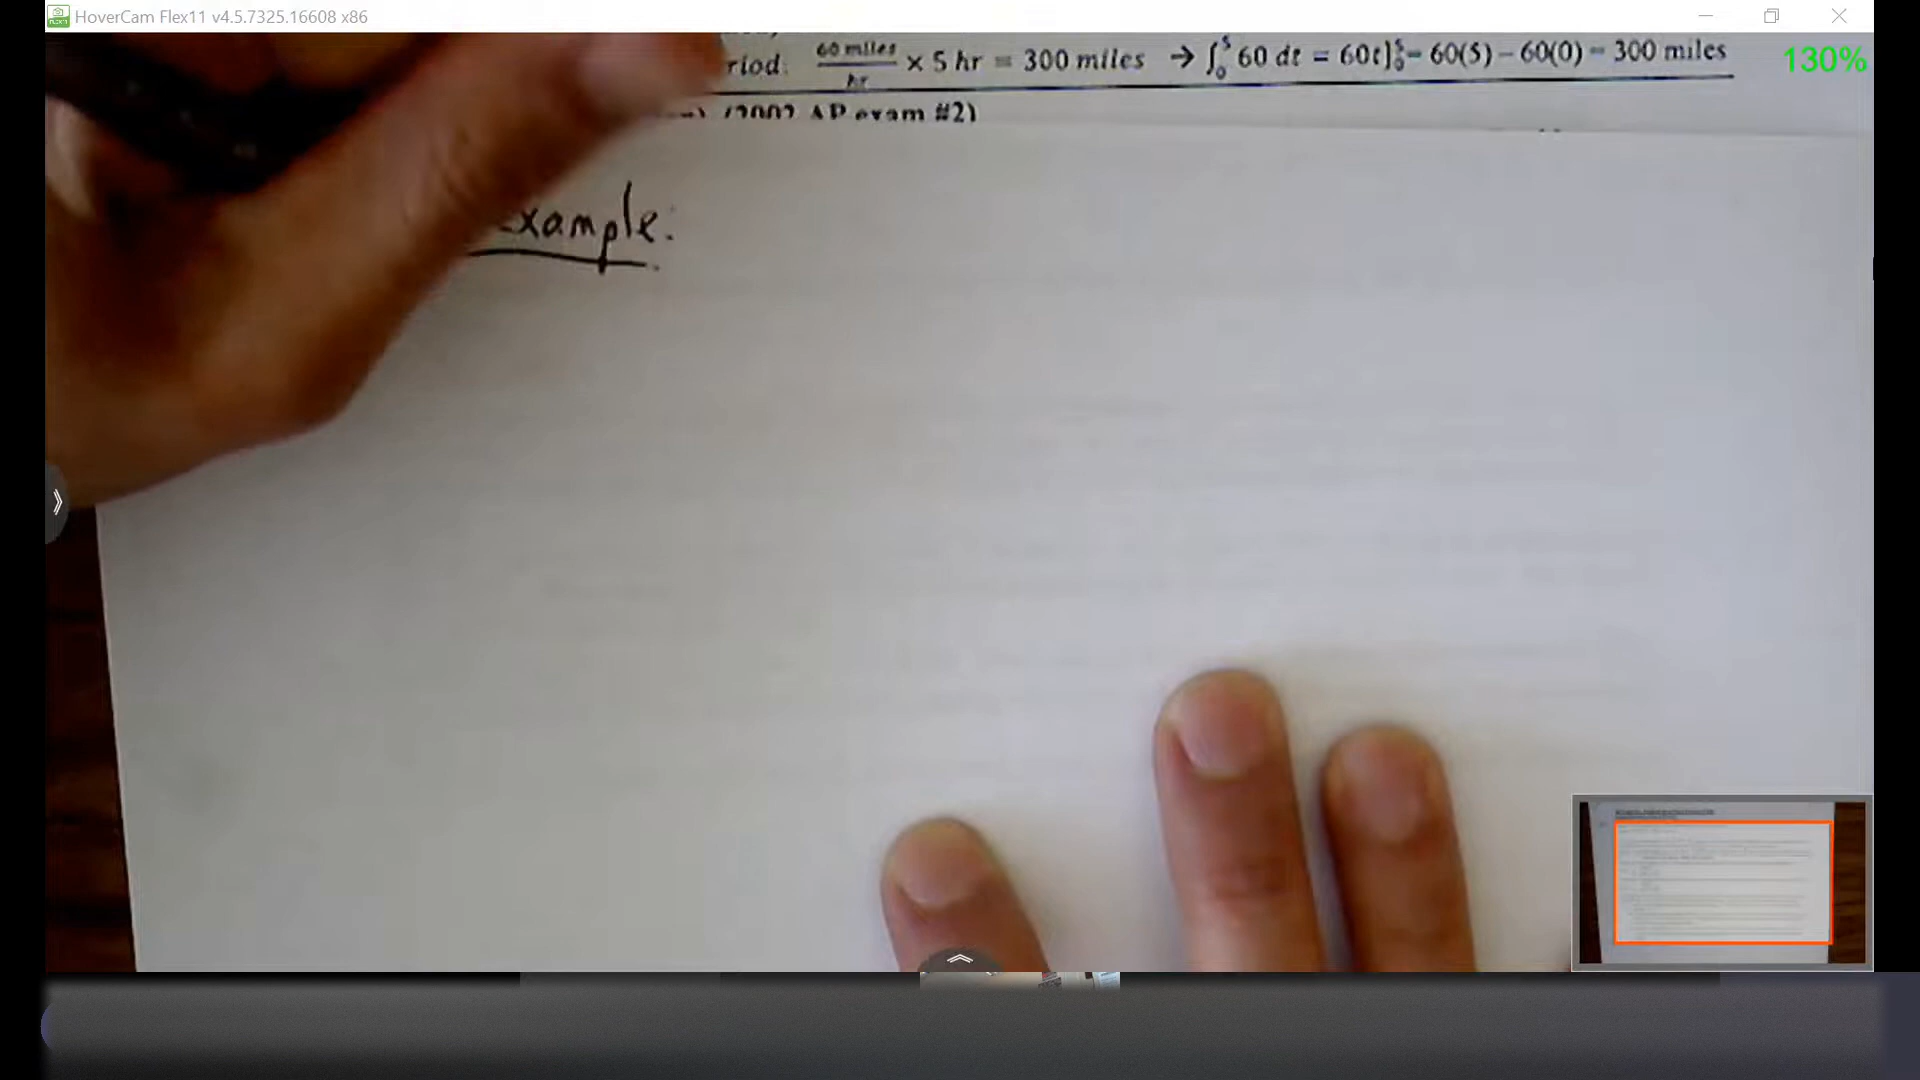 HoverCam Flex11 v4.5.7325.16608 x86
130%
riod: 60 miles/hr × 5 hr = 300 miles → ∫₀⁵ 60 dt = 60t]₀⁵ = 60(5) − 60(0) = 300 miles
(2002 AP exam #2)
xample: